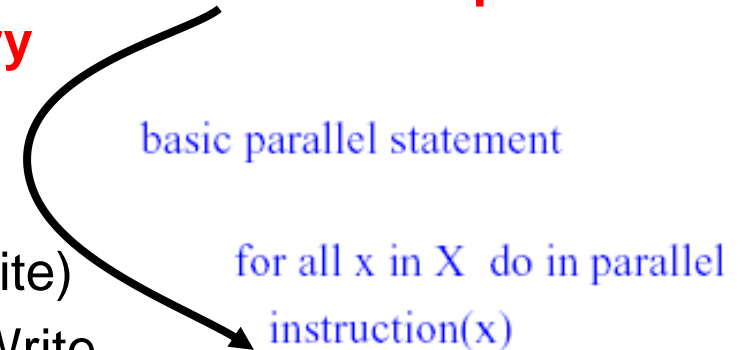 basic parallel statement
for all x in X do in parallel
instruction(x)